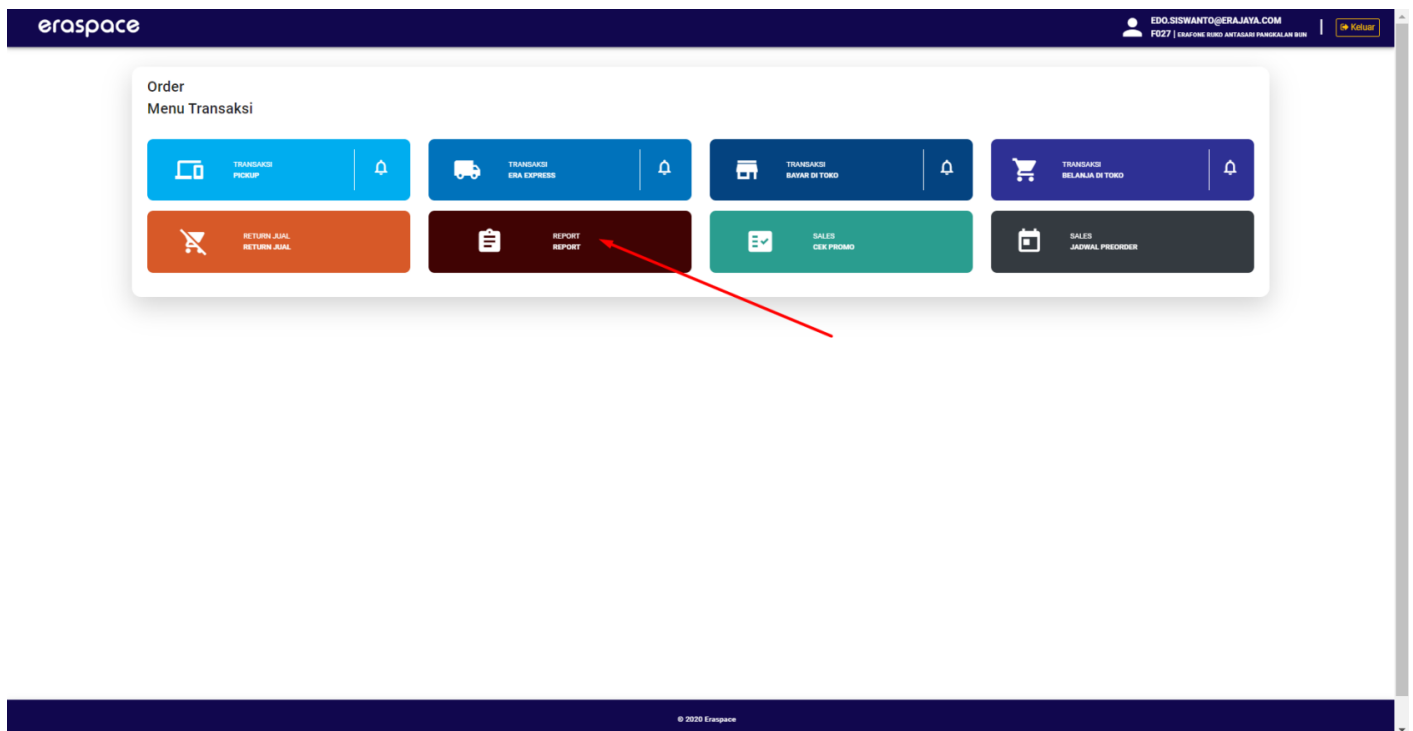 eraspace
EDO.SISWANTO@ERAJAYA.COM
F027 | ERAFONE RUKO ANTASARI PANGKALAN BUN
Keluar
Order
Menu Transaksi
TRANSAKSI
PICKUP
TRANSAKSI
ERA EXPRESS
TRANSAKSI
BAYAR DI TOKO
TRANSAKSI
BELANJA DI TOKO
RETURN JUAL
RETURN JUAL
REPORT
REPORT
SALES
CEK PROMO
SALES
JADWAL PREORDER
© 2020 Eraspace